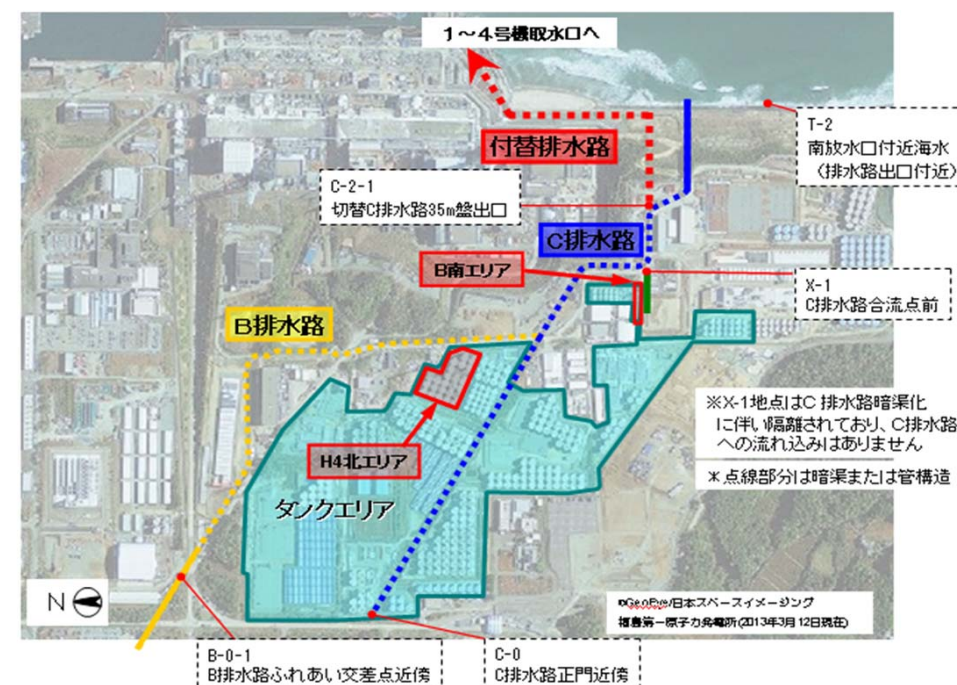 1～4号機取水口へ
付替排水路
T-2
南放水口付近海水
（排水路出口付近）
C-2-1
切替C排水路35m盤出口
C排水路
B南エリア
X-1
C排水路合流点前
B排水路
※X-1地点はC排水路暗渠化
に伴い隔離されており、C排水路
への流れ込みはありません
H4北エリア
＊点線部分は暗渠または管構造
タンクエリア
N
©GeoEye/日本スペースイメージング
福島第一原子力発電所(2013年3月12日現在)
B-0-1
B排水路ふれあい交差点近傍
C-0
C排水路正門近傍